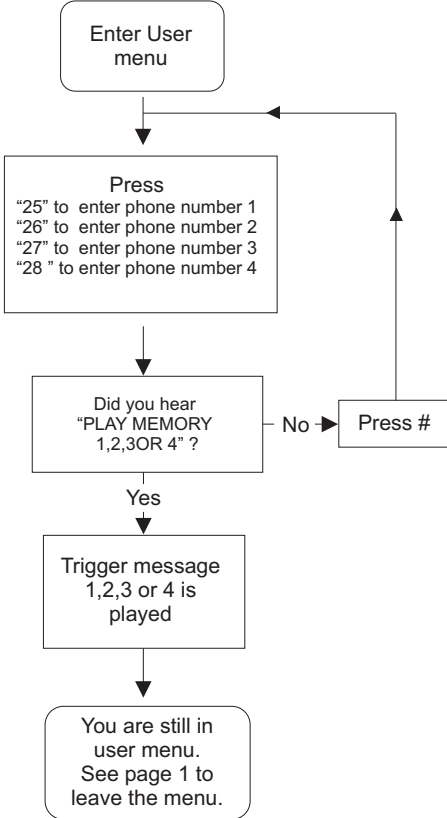 Enter User
menu
Press
“25” to  enter phone number 1
“26” to  enter phone number 2
“27” to  enter phone number 3
“28 ” to enter phone number 4
Did you hear
“PLAY MEMORY
1,2,3OR 4” ?
No
Press #
Yes
Trigger message
1,2,3 or 4 is
played
You are still in
user menu.
See page 1 to
leave the menu.